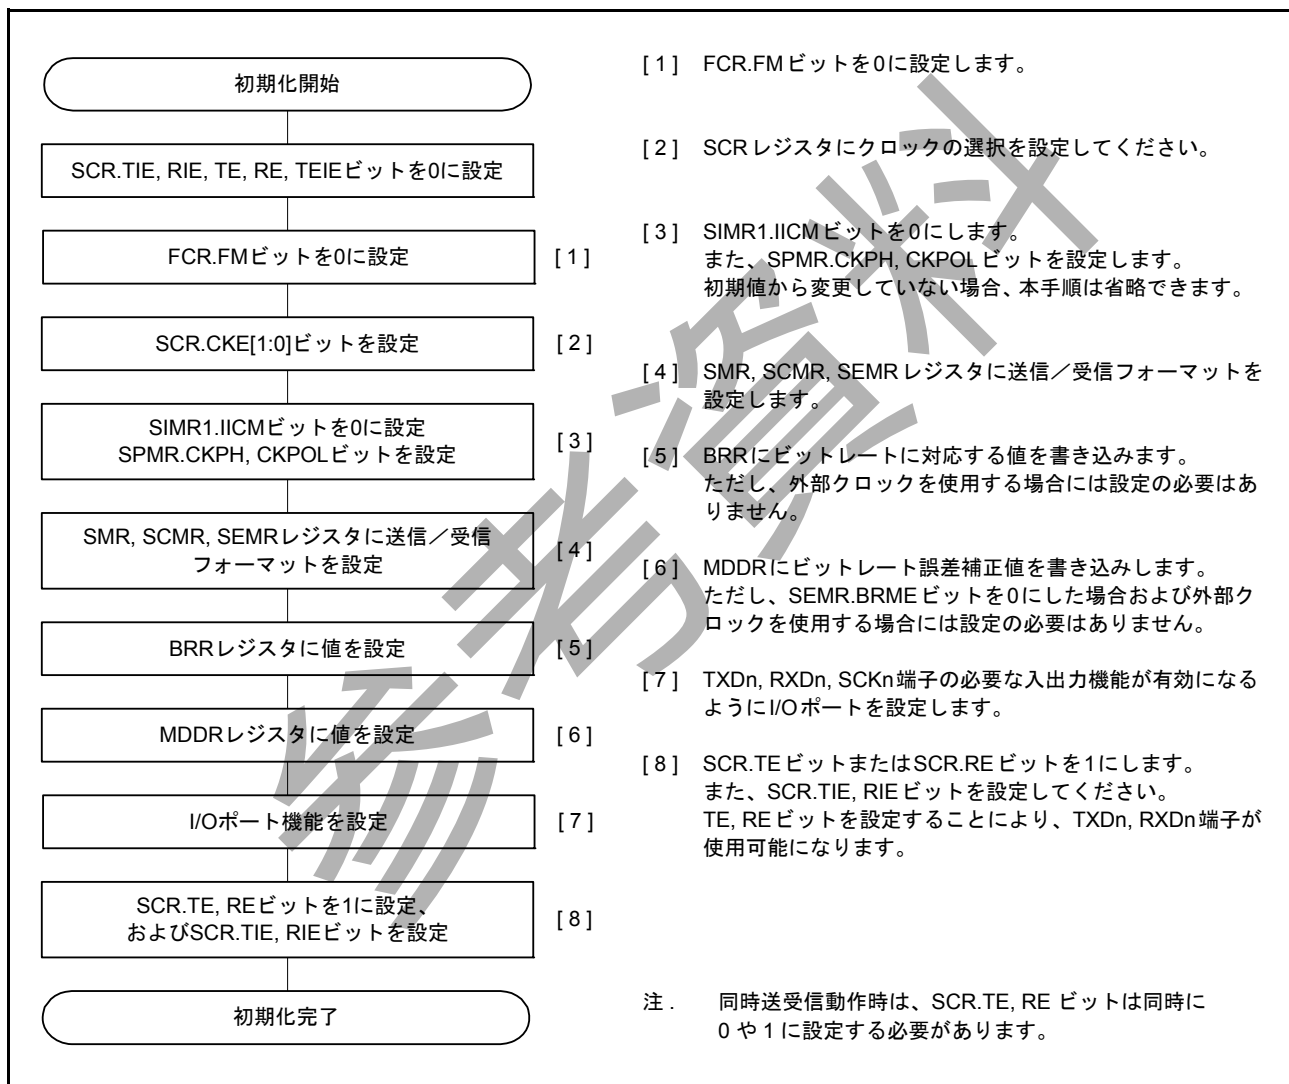 初期化開始
SCR.TIE, RIE, TE, RE, TEIEビットを0に設定
FCR.FMビットを0に設定
[ 1 ]
SCR.CKE[1:0]ビットを設定
[ 2 ]
SIMR1.IICMビットを0に設定
SPMR.CKPH, CKPOLビットを設定
[ 3 ]
SMR, SCMR, SEMRレジスタに送信／受信
フォーマットを設定
[ 4 ]
BRRレジスタに値を設定
[ 5 ]
MDDRレジスタに値を設定
[ 6 ]
I/Oポート機能を設定
[ 7 ]
SCR.TE, REビットを1に設定、
およびSCR.TIE, RIEビットを設定
[ 8 ]
初期化完了
[ 1 ] FCR.FMビットを0に設定します。
[ 2 ] SCRレジスタにクロックの選択を設定してください。
[ 3 ] SIMR1.IICMビットを0にします。
また、SPMR.CKPH, CKPOLビットを設定します。
初期値から変更していない場合、本手順は省略できます。
[ 4 ] SMR, SCMR, SEMRレジスタに送信／受信フォーマットを
設定します。
[ 5 ] BRRにビットレートに対応する値を書き込みます。
ただし、外部クロックを使用する場合には設定の必要はあ
りません。
[ 6 ] MDDRにビットレート誤差補正値を書き込みします。
ただし、SEMR.BRMEビットを0にした場合および外部ク
ロックを使用する場合には設定の必要はありません。
[ 7 ] TXDn, RXDn, SCKn端子の必要な入出力機能が有効になる
ようにI/Oポートを設定します。
[ 8 ] SCR.TEビットまたはSCR.REビットを1にします。
また、SCR.TIE, RIEビットを設定してください。
TE, REビットを設定することにより、TXDn, RXDn端子が
使用可能になります。
注 . 同時送受信動作時は、SCR.TE, RE ビットは同時に
0 や 1 に設定する必要があります。
参考資料